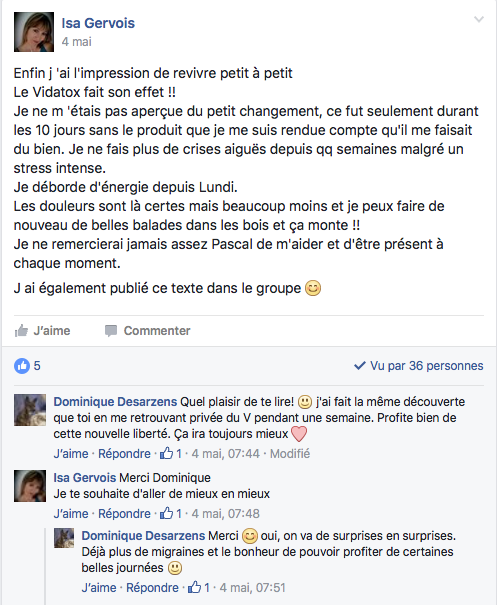 Isa Gervois
4 mai
Enfin j 'ai l'impression de revivre petit à petit
Le Vidatox fait son effet !!
Je ne m 'étais pas aperçue du petit changement, ce fut seulement durant
les 10 jours sans le produit que je me suis rendue compte qu'il me faisait
du bien. Je ne fais plus de crises aiguës depuis qq semaines malgré un
stress intense.
Je déborde d'énergie depuis Lundi.
Les douleurs sont là certes mais beaucoup moins et je peux faire de
nouveau de belles balades dans les bois et ça monte !!
Je ne remercierai jamais assez Pascal de m'aider et d'être présent à
chaque moment.
J ai également publié ce texte dans le groupe 😊
J'aime Commenter
5 Vu par 36 personnes
Dominique Desarzens Quel plaisir de te lire! 😃 j'ai fait la même découverte
que toi en me retrouvant privée du V pendant une semaine. Profite bien de
cette nouvelle liberté. Ça ira toujours mieux ❤
J'aime · Répondre · 1 · 4 mai, 07:44 · Modifié
Isa Gervois Merci Dominique
Je te souhaite d'aller de mieux en mieux
J'aime · Répondre · 1 · 4 mai, 07:48
Dominique Desarzens Merci 😊 oui, on va de surprises en surprises.
Déjà plus de migraines et le bonheur de pouvoir profiter de certaines
belles journées 😃
J'aime · Répondre · 1 · 4 mai, 07:51